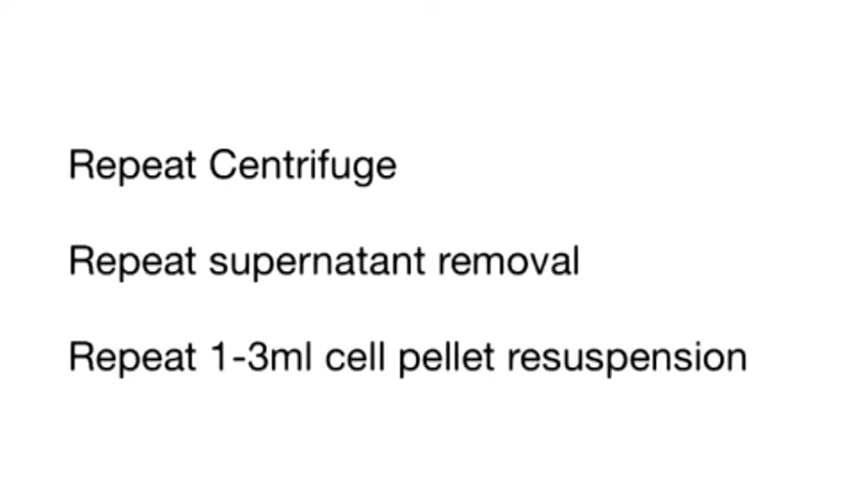 Repeat Centrifuge
Repeat supernatant removal
Repeat 1-3ml cell pellet resuspension